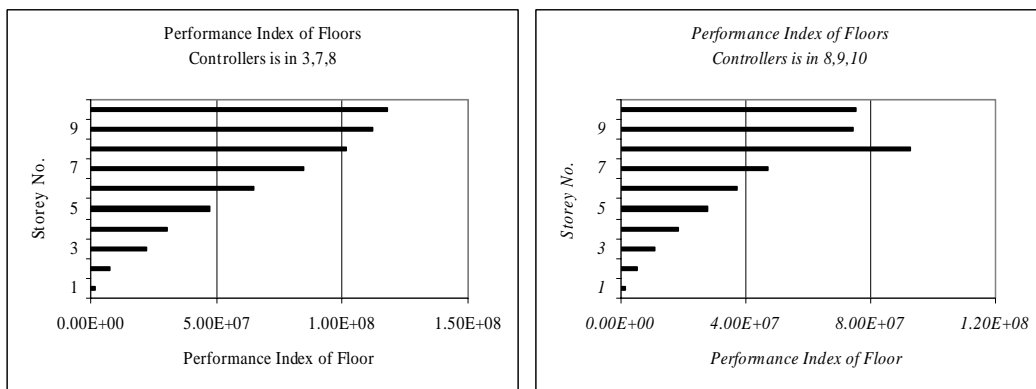 Performance Index of Floors
Controllers is in 3,7,8
Storey No.
9
7
5
3
1
0.00E+00 5.00E+07 1.00E+08 1.50E+08
Performance Index of Floor
Performance Index of Floors
Controllers is in 8,9,10
Storey No.
9
7
5
3
1
0.00E+00 4.00E+07 8.00E+07 1.20E+08
Performance Index of Floor